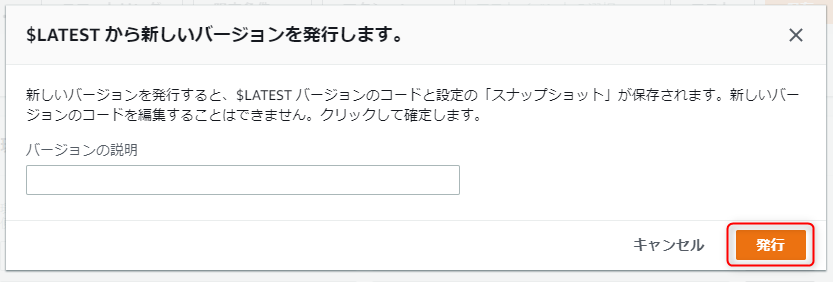 $LATEST から新しいバージョンを発行します。
新しいバージョンを発行すると、$LATEST バージョンのコードと設定の「スナップショット」が保存されます。新しいバー
ジョンのコードを編集することはできません。クリックして確定します。
バージョンの説明
キャンセル 発行